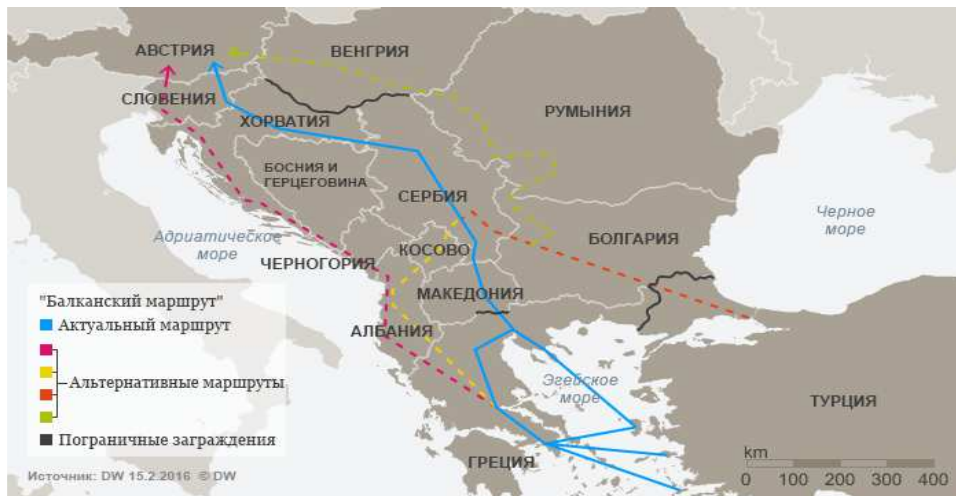 АВСТРИЯ
ВЕНГРИЯ
СЛОВЕНИЯ
ХОРВАТИЯ
РУМЫНИЯ
БОСНИЯ И
ГЕРЦЕГОВИНА
СЕРБИЯ
Черное
море
Адриатическое
море
КОСОВО
БОЛГАРИЯ
ЧЕРНОГОРИЯ
МАКЕДОНИЯ
"Балканский маршрут"
Актуальный маршрут
Альтернативные маршруты
Пограничные заграждения
АЛБАНИЯ
Эгейское
море
ТУРЦИЯ
ГРЕЦИЯ
km
0 100 200 300 400
Источник: DW 15.2.2016 © DW